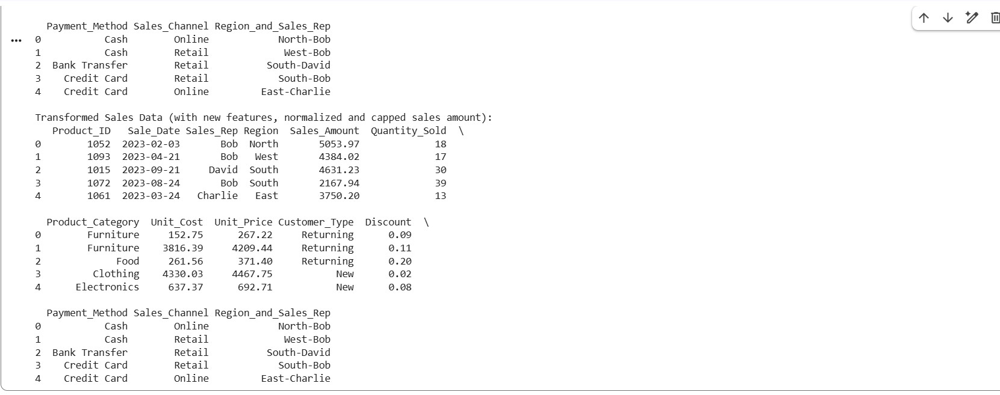 Payment_Method Sales_Channel Region_and_Sales_Rep
0            Cash        Online            North-Bob
1            Cash        Retail             West-Bob
2   Bank Transfer        Retail          South-David
3     Credit Card        Retail            South-Bob
4     Credit Card        Online         East-Charlie
Transformed Sales Data (with new features, normalized and capped sales amount):
   Product_ID   Sale_Date Sales_Rep Region  Sales_Amount  Quantity_Sold  \
0        1052  2023-02-03       Bob  North       5053.97             18
1        1093  2023-04-21       Bob   West       4384.02             17
2        1015  2023-09-21     David  South       4631.23             30
3        1072  2023-08-24       Bob  South       2167.94             39
4        1061  2023-03-24   Charlie   East       3750.20             13
  Product_Category  Unit_Cost  Unit_Price Customer_Type  Discount  \
0        Furniture     152.75      267.22     Returning      0.09
1        Furniture    3816.39     4209.44     Returning      0.11
2             Food     261.56      371.40     Returning      0.20
3         Clothing    4330.03     4467.75           New      0.02
4      Electronics     637.37      692.71           New      0.08
   Payment_Method Sales_Channel Region_and_Sales_Rep
0            Cash        Online            North-Bob
1            Cash        Retail             West-Bob
2   Bank Transfer        Retail          South-David
3     Credit Card        Retail            South-Bob
4     Credit Card        Online         East-Charlie